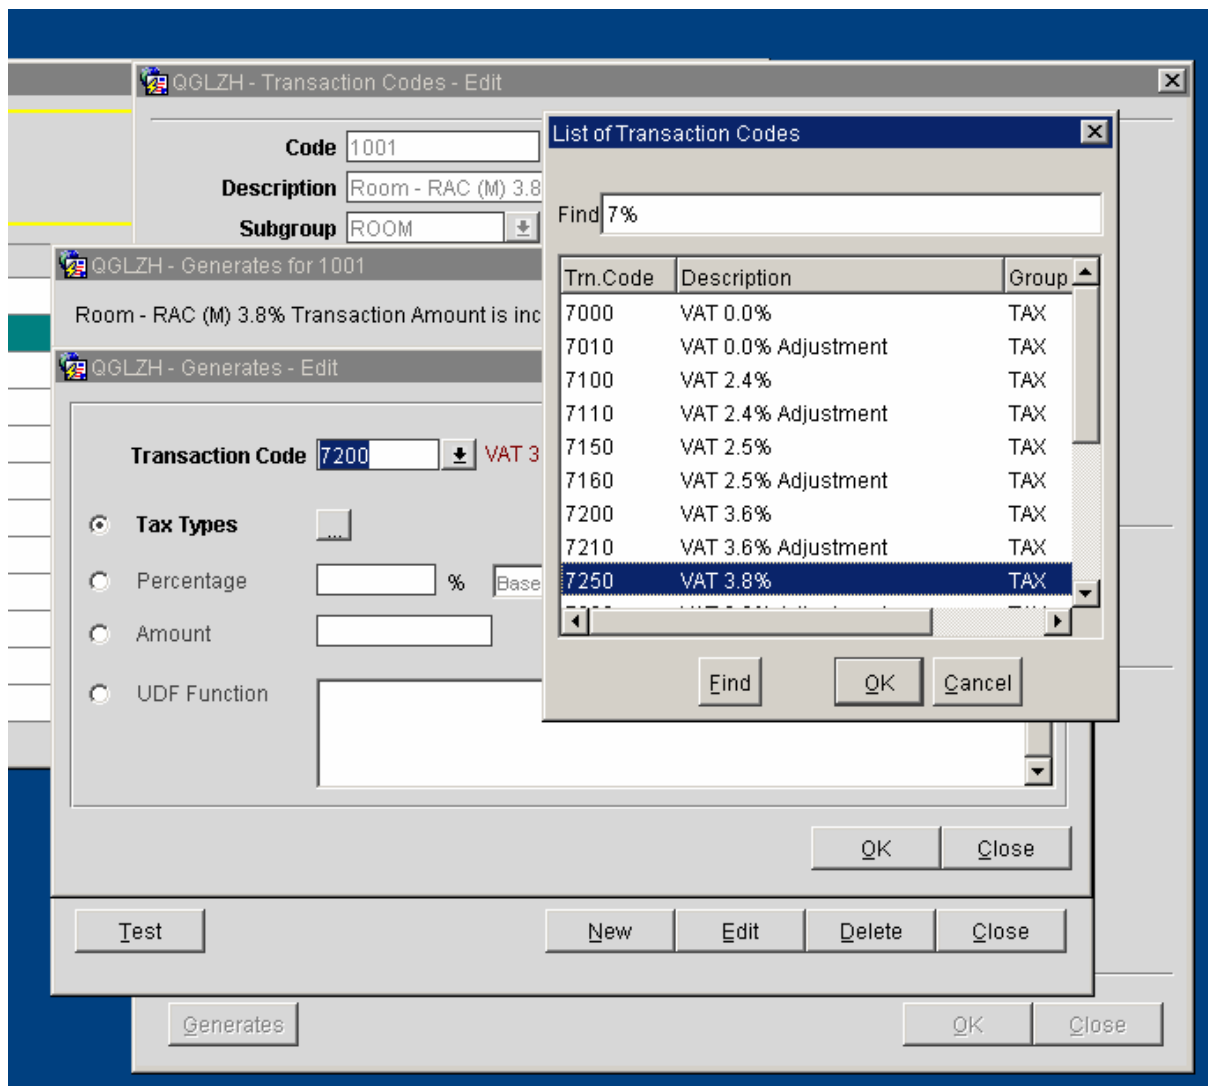 QGLZH - Transaction Codes - Edit
Code 1001
Description Room - RAC (M) 3.8
Subgroup ROOM
QGLZH - Generates for 1001
Room - RAC (M) 3.8% Transaction Amount is inc
QGLZH - Generates - Edit
Transaction Code 7200 VAT 3
Tax Types ...
Percentage % Base
Amount
UDF Function
OK Close
Test New Edit Delete Close
Generates OK Close
List of Transaction Codes
Find 7%
Trn.Code Description Group
7000 VAT 0.0% TAX
7010 VAT 0.0% Adjustment TAX
7100 VAT 2.4% TAX
7110 VAT 2.4% Adjustment TAX
7150 VAT 2.5% TAX
7160 VAT 2.5% Adjustment TAX
7200 VAT 3.6% TAX
7210 VAT 3.6% Adjustment TAX
7250 VAT 3.8% TAX
Find OK Cancel